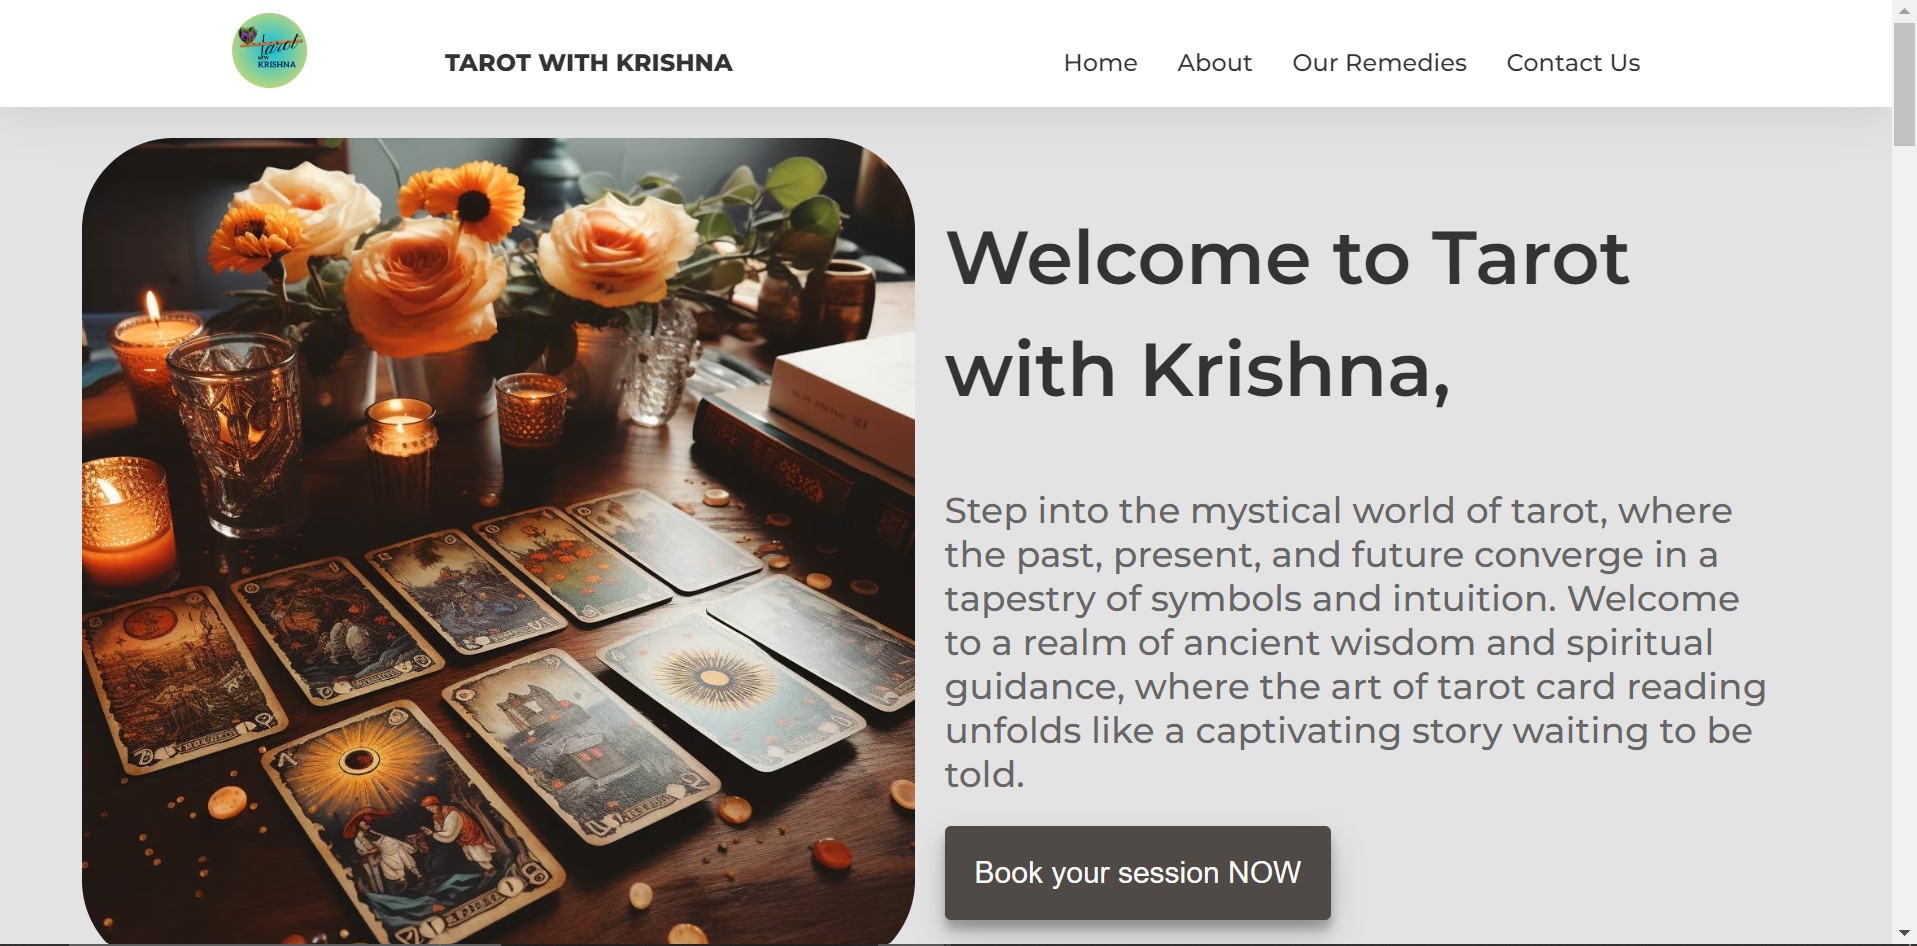 Tarot
WITH
KRISHNA
TAROT WITH KRISHNA
Home
About
Our Remedies
Contact Us
Welcome to Tarot
with Krishna,
Step into the mystical world of tarot, where
the past, present, and future converge in a
tapestry of symbols and intuition. Welcome
to a realm of ancient wisdom and spiritual
guidance, where the art of tarot card reading
unfolds like a captivating story waiting to be
told.
Book your session NOW